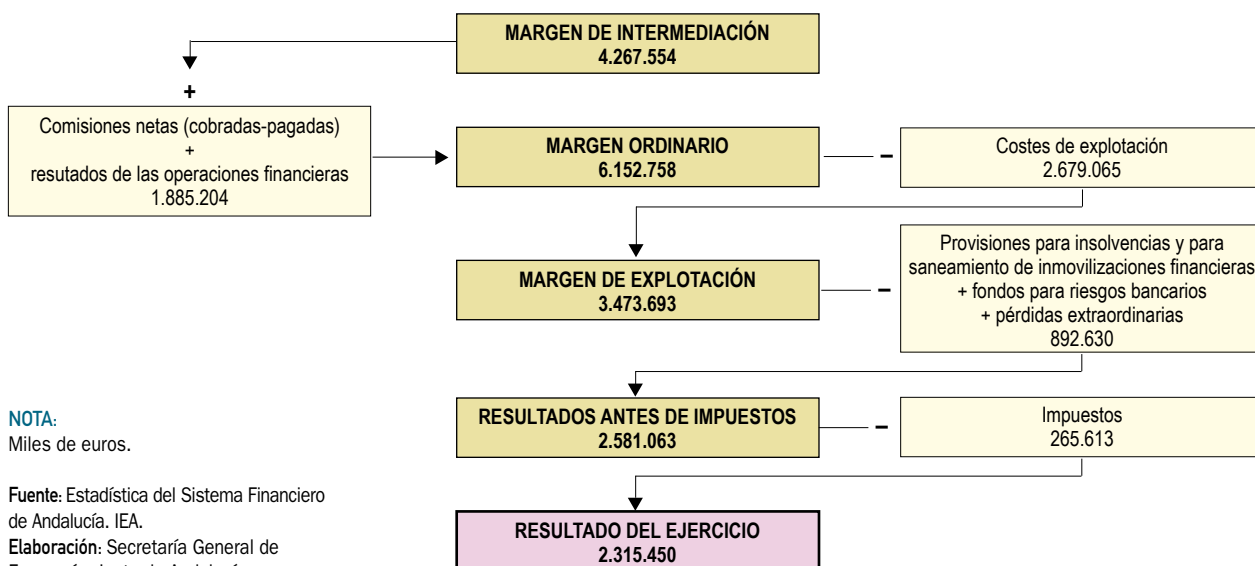 MARGEN DE INTERMEDIACIÓN
4.267.554
+
Comisiones netas (cobradas-pagadas)
+
resutados de las operaciones financieras
1.885.204
MARGEN ORDINARIO
6.152.758
–
Costes de explotación
2.679.065
MARGEN DE EXPLOTACIÓN
3.473.693
–
Provisiones para insolvencias y para
saneamiento de inmovilizaciones financieras
+ fondos para riesgos bancarios
+ pérdidas extraordinarias
892.630
RESULTADOS ANTES DE IMPUESTOS
2.581.063
–
Impuestos
265.613
RESULTADO DEL EJERCICIO
2.315.450
NOTA:
Miles de euros.
Fuente: Estadística del Sistema Financiero
de Andalucía. IEA.
Elaboración: Secretaría General de